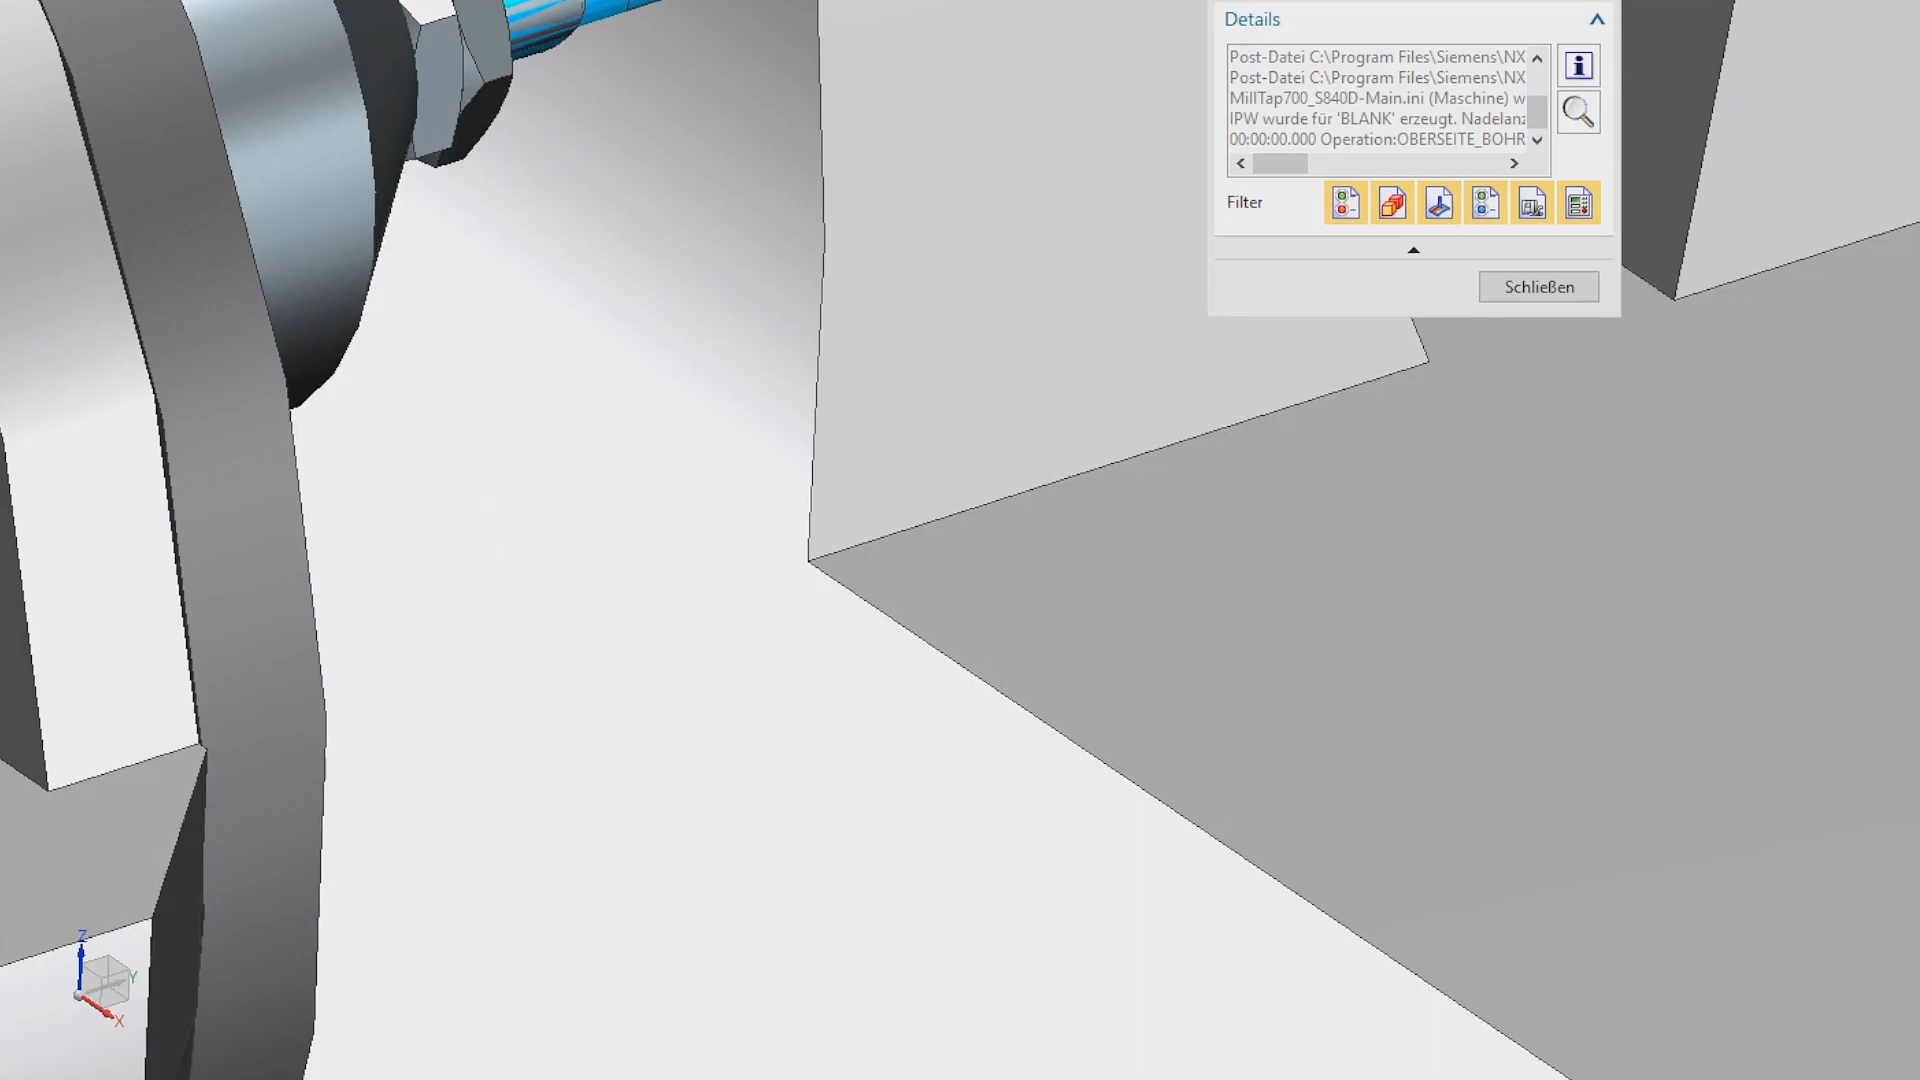 Details
Post-Datei C:\Program Files\Siemens\NX
Post-Datei C:\Program Files\Siemens\NX
MillTap700_S840D-Main.ini (Maschine) w
IPW wurde für 'BLANK' erzeugt. Nadelanz
00:00:00.000 Operation:OBERSEITE_BOHR
Filter
Schließen
Z
Y
X